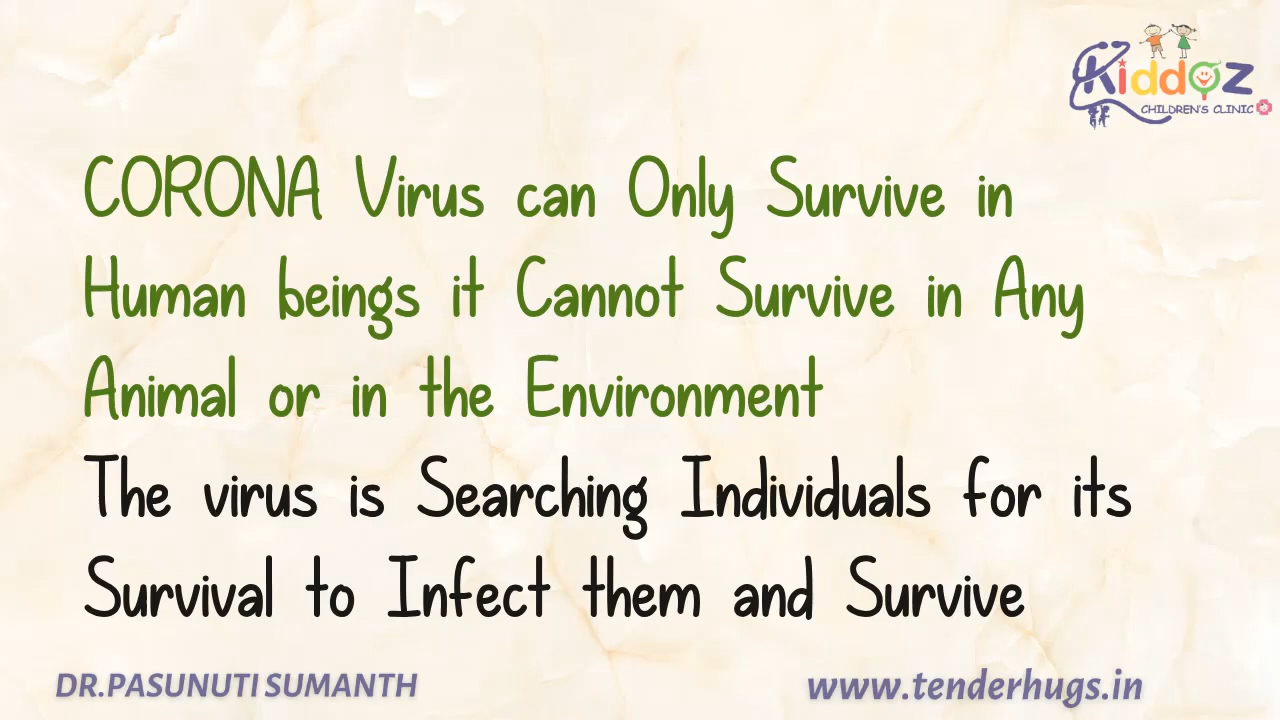 Kiddoz
CHILDREN'S CLINIC
CORONA Virus can Only Survive in
Human beings it Cannot Survive in Any
Animal or in the Environment
The virus is Searching Individuals for its
Survival to Infect them and Survive
DR.PASUNUTI SUMANTH
www.tenderhugs.in